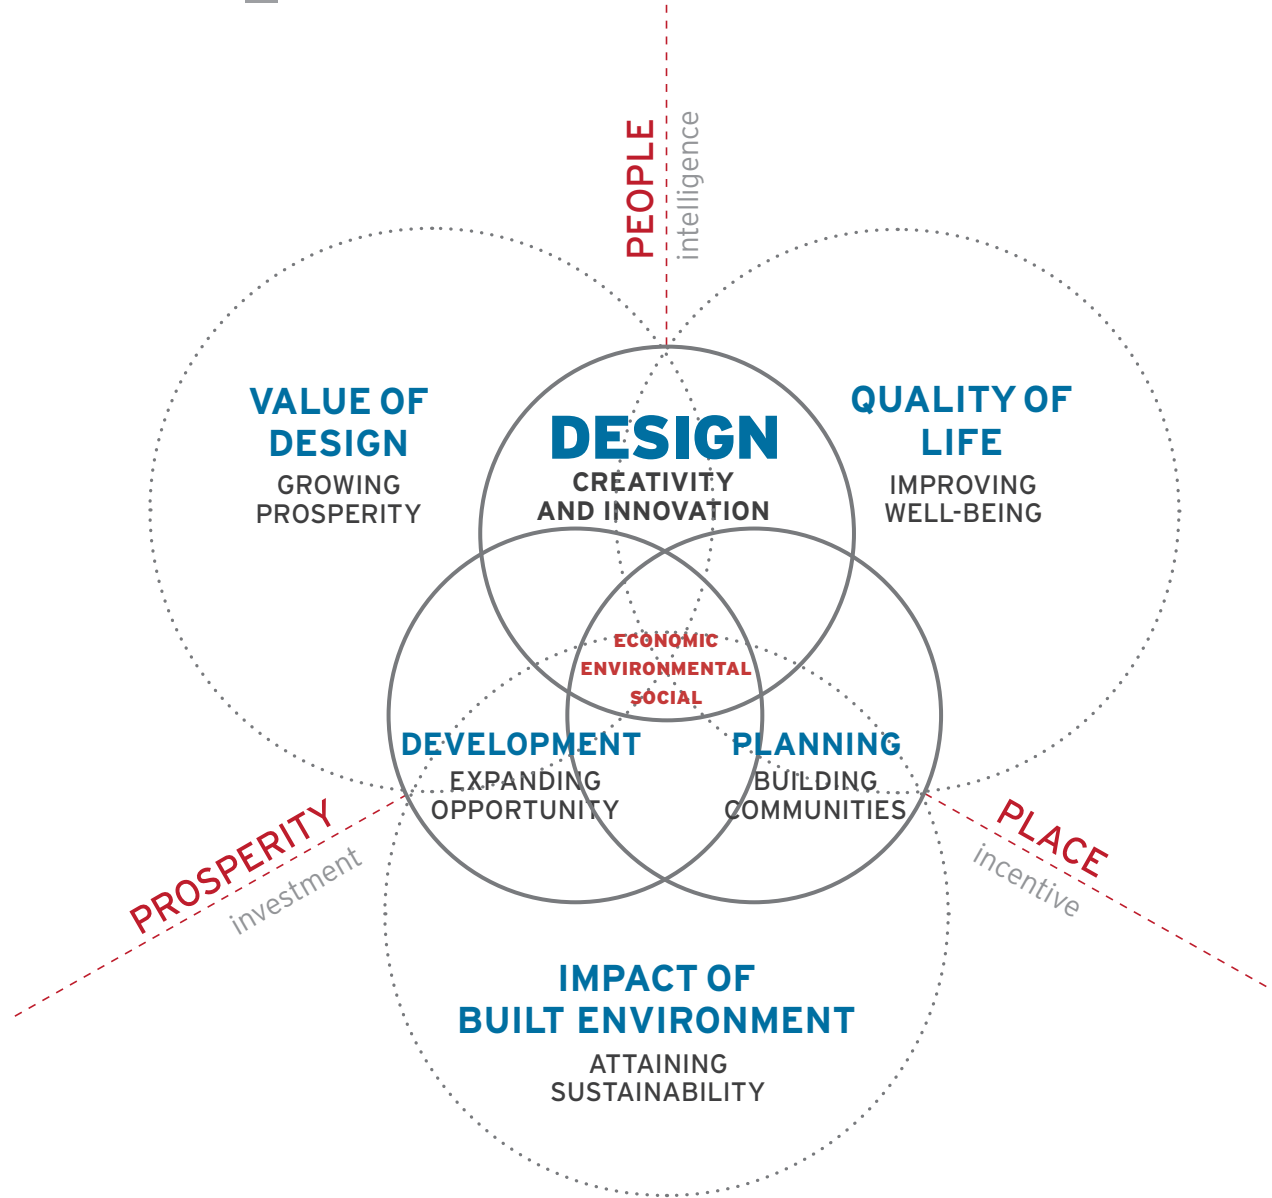 PEOPLE
intelligence
VALUE OF
DESIGN
GROWING
PROSPERITY
DESIGN
CREATIVITY
AND INNOVATION
QUALITY OF
LIFE
IMPROVING
WELL-BEING
ECONOMIC
ENVIRONMENTAL
SOCIAL
DEVELOPMENT
EXPANDING
OPPORTUNITY
PLANNING
BUILDING
COMMUNITIES
PROSPERITY
investment
PLACE
incentive
IMPACT OF
BUILT ENVIRONMENT
ATTAINING
SUSTAINABILITY